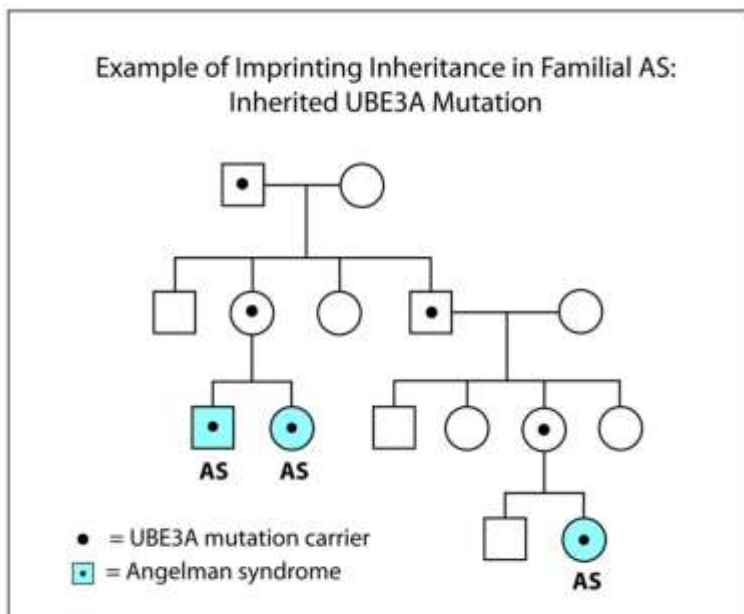 Example of Imprinting Inheritance in Familial AS:
Inherited UBE3A Mutation
AS AS
= UBE3A mutation carrier
= Angelman syndrome
AS